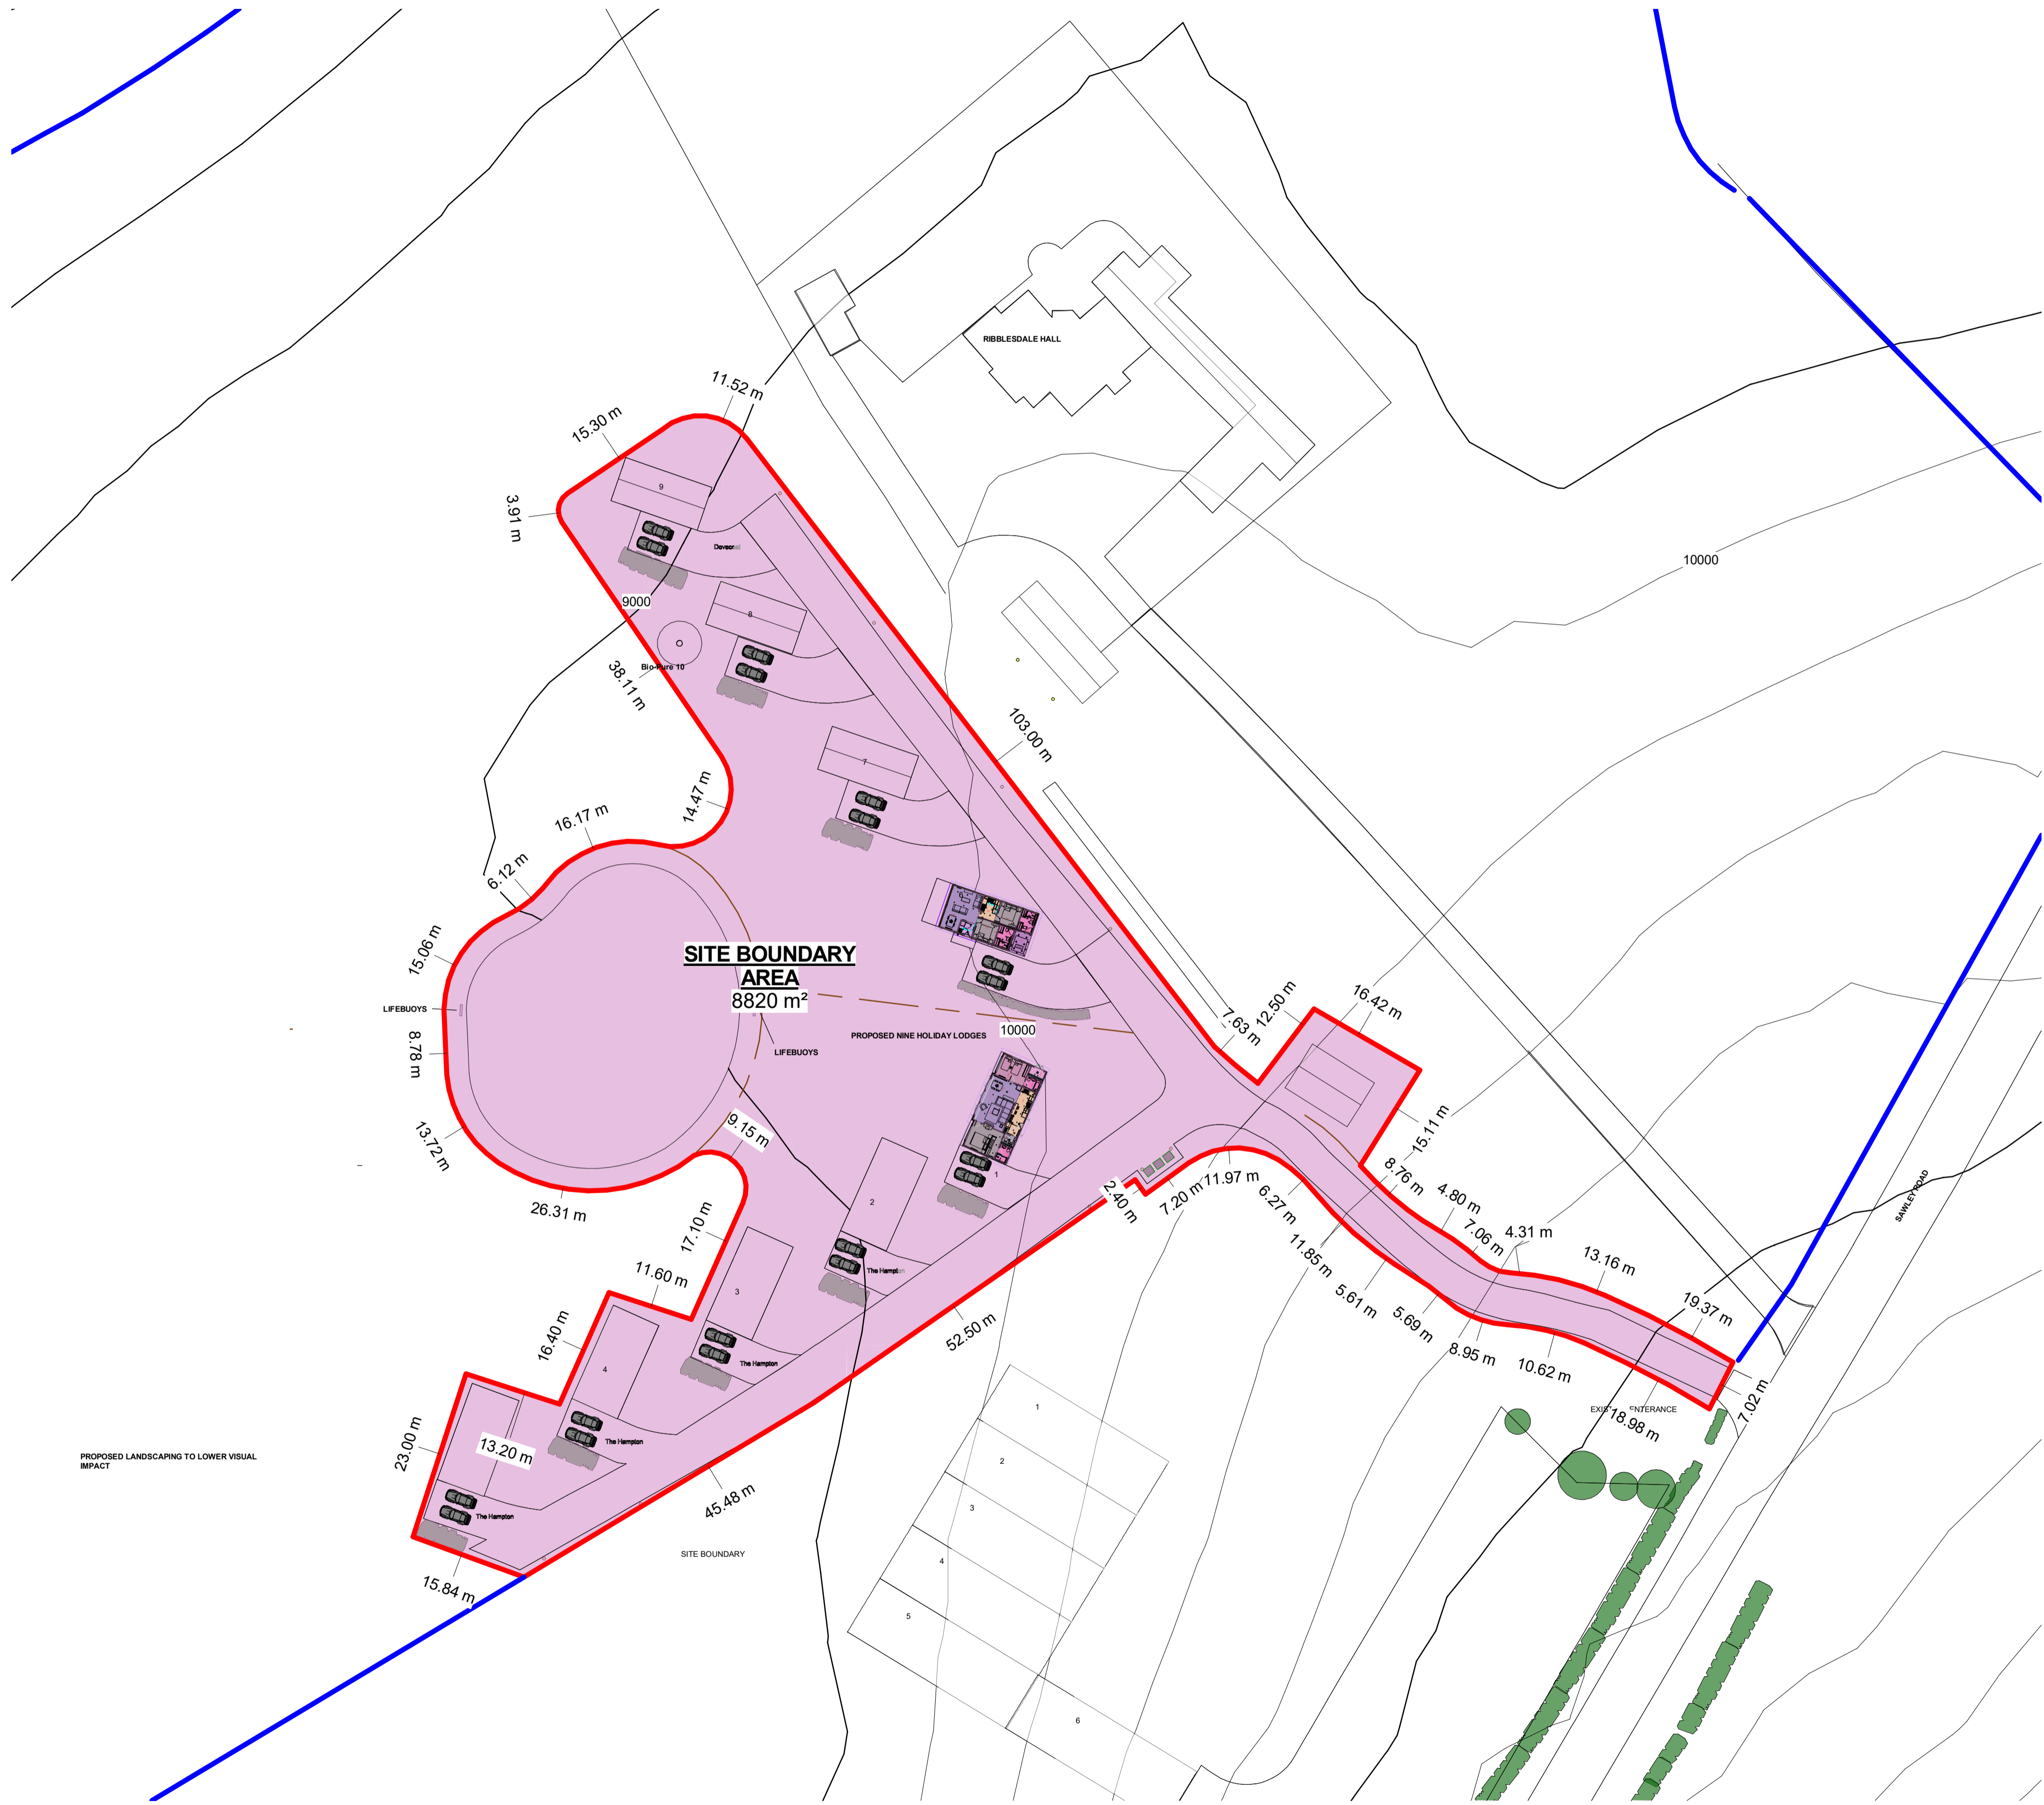 RIBBLESDALE HALL
11.52 m
15.30 m
9
3.91 m
10000
9000
8
Bio-Pure 10
38.11 m
103.00 m
7
14.47 m
16.17 m
6.12 m
15.06 m
SITE BOUNDARY
AREA
8820 m²
LIFEBUOYS
LIFEBUOYS
PROPOSED NINE HOLIDAY LODGES
10000
7.63 m
12.50 m
16.42 m
8.78 m
13.72 m
9.15 m
26.31 m
15.11 m
8.76 m
4.80 m
7.06 m
4.31 m
13.16 m
19.37 m
SAWLEY ROAD
1
2.40 m
7.20 m
11.97 m
6.27 m
11.85 m
5.61 m
5.69 m
8.95 m
10.62 m
18.98 m
7.02 m
2
The Hampton
17.10 m
11.60 m
3
The Hampton
52.50 m
16.40 m
4
The Hampton
23.00 m
13.20 m
The Hampton
45.48 m
15.84 m
SITE BOUNDARY
PROPOSED LANDSCAPING TO LOWER VISUAL
IMPACT
1
2
3
4
5
6